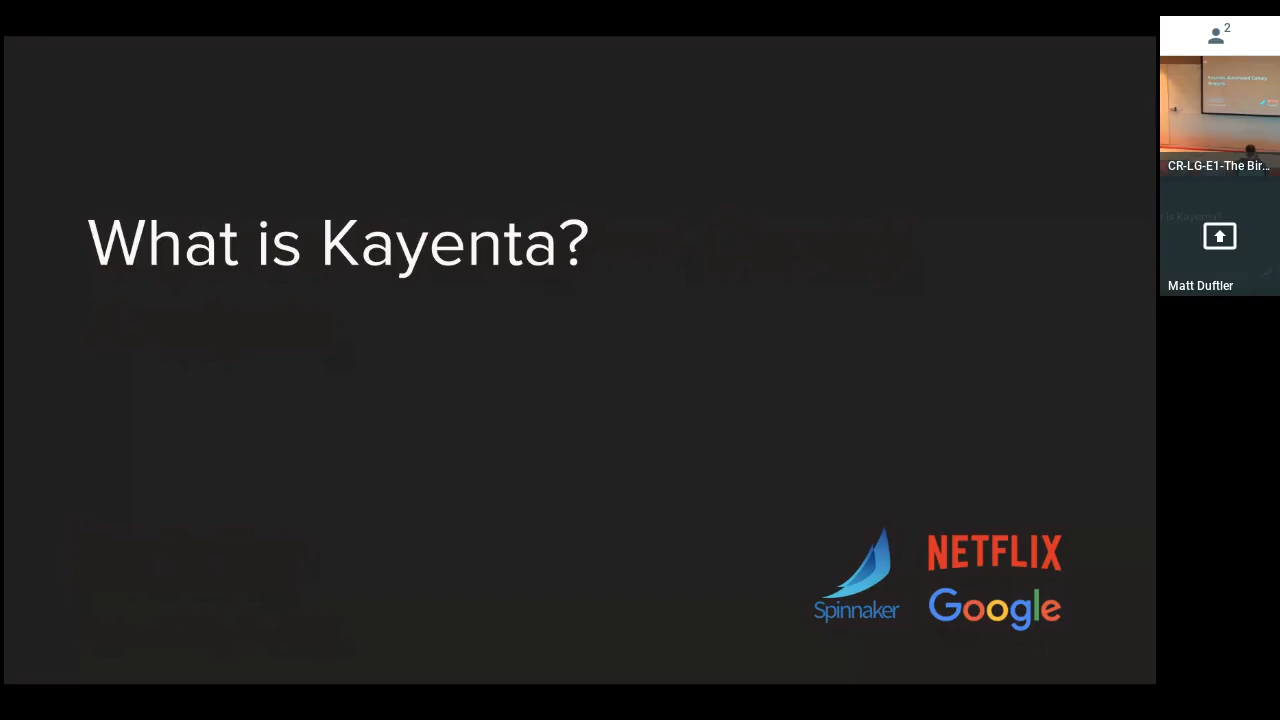 What is Kayenta?
Spinnaker
NETFLIX
Google
2
CR-LG-E1-The Bir...
Matt Duftler